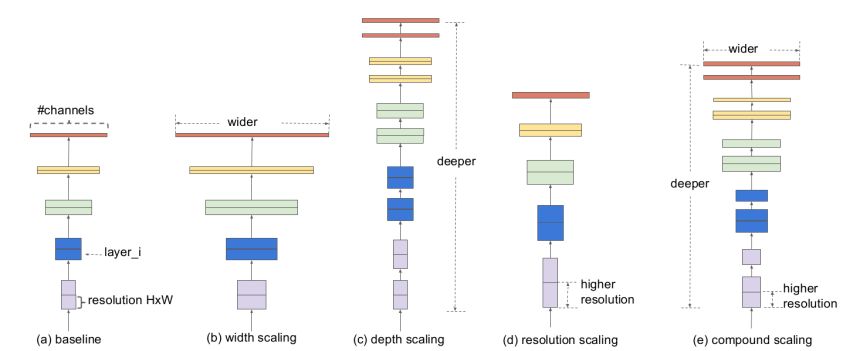 #channels
layer_i
resolution HxW
(a) baseline
wider
(b) width scaling
deeper
(c) depth scaling
higher
resolution
(d) resolution scaling
wider
deeper
higher
resolution
(e) compound scaling